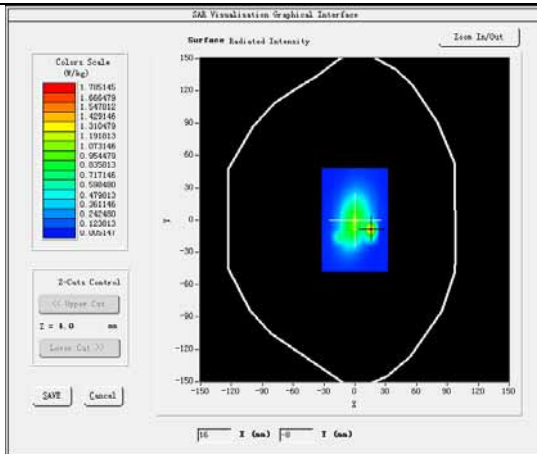 SAR Visualisation Graphical Interface
Surface Radiated Intensity
Zoom In/Out
Colors Scale
(W/kg)
1.785145
1.666479
1.547812
1.429146
1.310479
1.191813
1.073146
0.954479
0.835813
0.717146
0.598480
0.479813
0.361146
0.242480
0.123813
0.005147
150
120
90
60
30
0
-30
-60
-90
-120
-150
Y
-150 -120 -90 -60 -30 0 30 60 90 120 150
X
Z-Cuts Control
<< Upper Cut
Z = 4.0 mm
Lower Cut >>
SAVE Cancel
16 X (mm) -8 Y (mm)